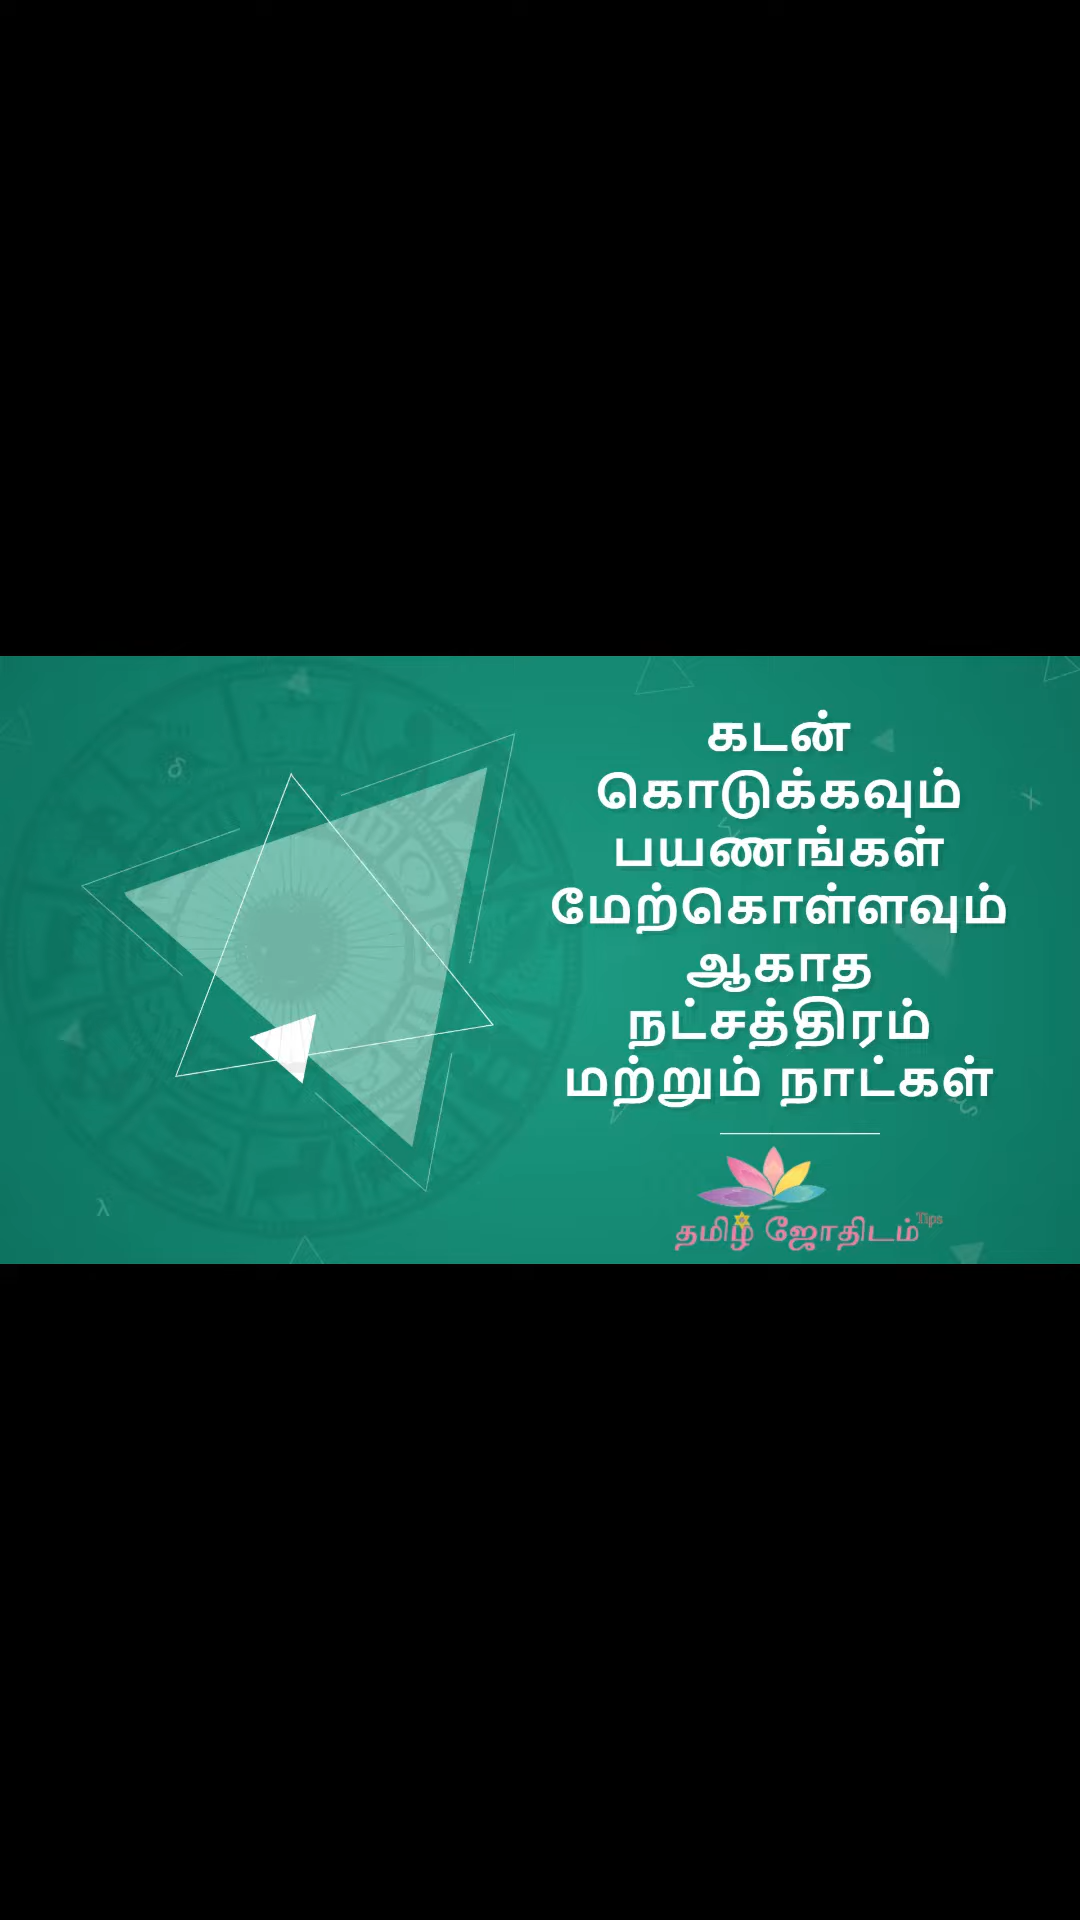 கடன்
கொடுக்கவும்
பயணங்கள்
மேற்கொள்ளவும்
ஆகாத
நட்சத்திரம்
மற்றும் நாட்கள்
தமிழ் ஜோதிடம் Tips
δ
λ